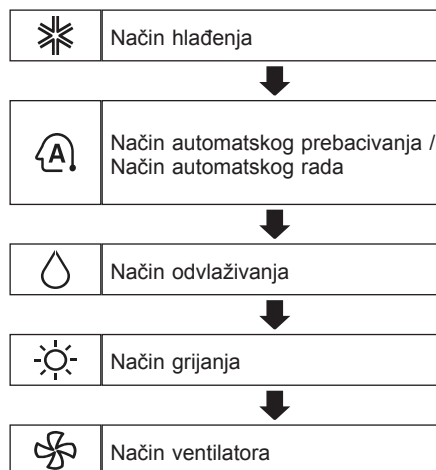 Način hlađenja
A
Način automatskog prebacivanja /
Način automatskog rada
Način odvlaživanja
Način grijanja
Način ventilatora